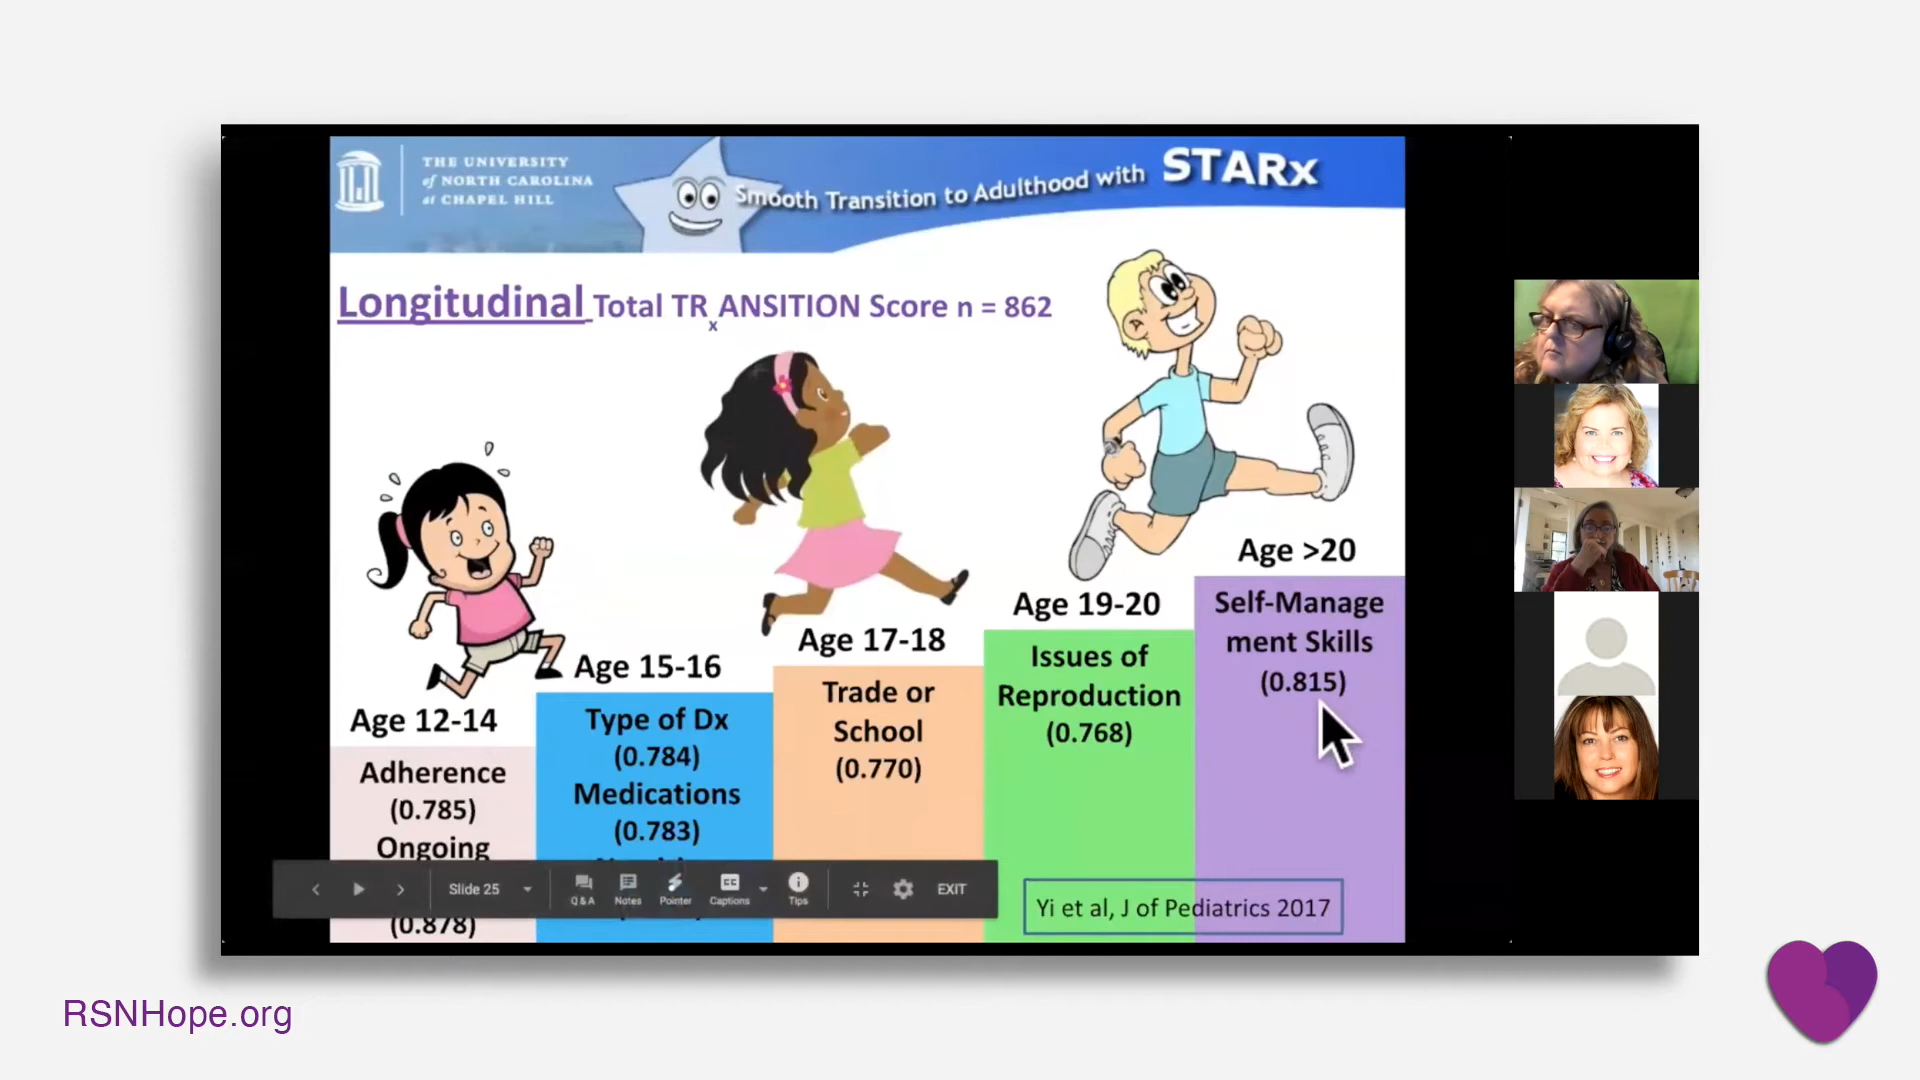 THE UNIVERSITY
of NORTH CAROLINA
at CHAPEL HILL
Smooth Transition to Adulthood with STARx
Longitudinal Total TRxANSITION Score n = 862
Age 12-14
Adherence
(0.785)
Ongoing
(0.878)
Age 15-16
Type of Dx
(0.784)
Medications
(0.783)
Age 17-18
Trade or
School
(0.770)
Age 19-20
Issues of
Reproduction
(0.768)
Age >20
Self-Manage
ment Skills
(0.815)
Yi et al, J of Pediatrics 2017
Slide 25
Q & A
Notes
Pointer
CC
Captions
Tips
EXIT
RSNHope.org